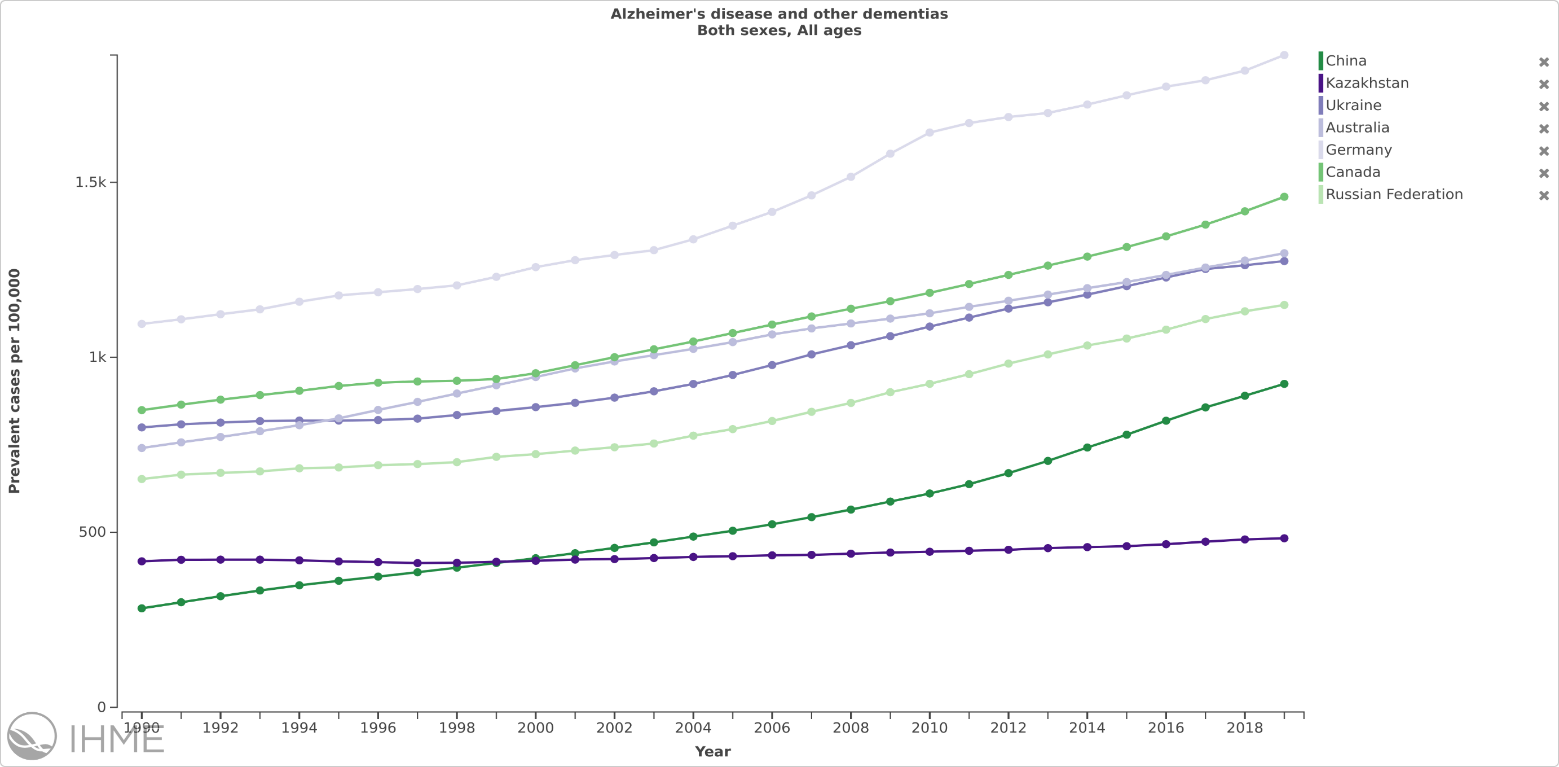 Alzheimer's disease and other dementias
Both sexes, All ages
Prevalent cases per 100,000
1.5k
1k
500
0
1990 1992 1994 1996 1998 2000 2002 2004 2006 2008 2010 2012 2014 2016 2018
Year
China
Kazakhstan
Ukraine
Australia
Germany
Canada
Russian Federation
IHME